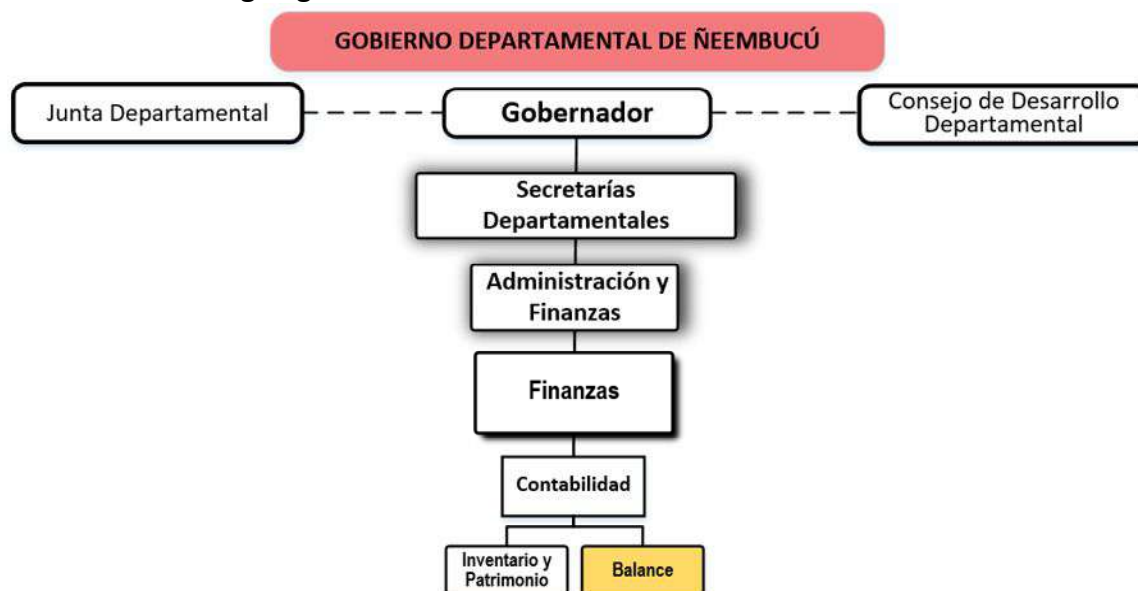 GOBIERNO DEPARTAMENTAL DE ÑEEMBUCÚ
Junta Departamental
Gobernador
Consejo de Desarrollo
Departamental
Secretarías
Departamentales
Administración y
Finanzas
Finanzas
Contabilidad
Inventario y
Patrimonio
Balance